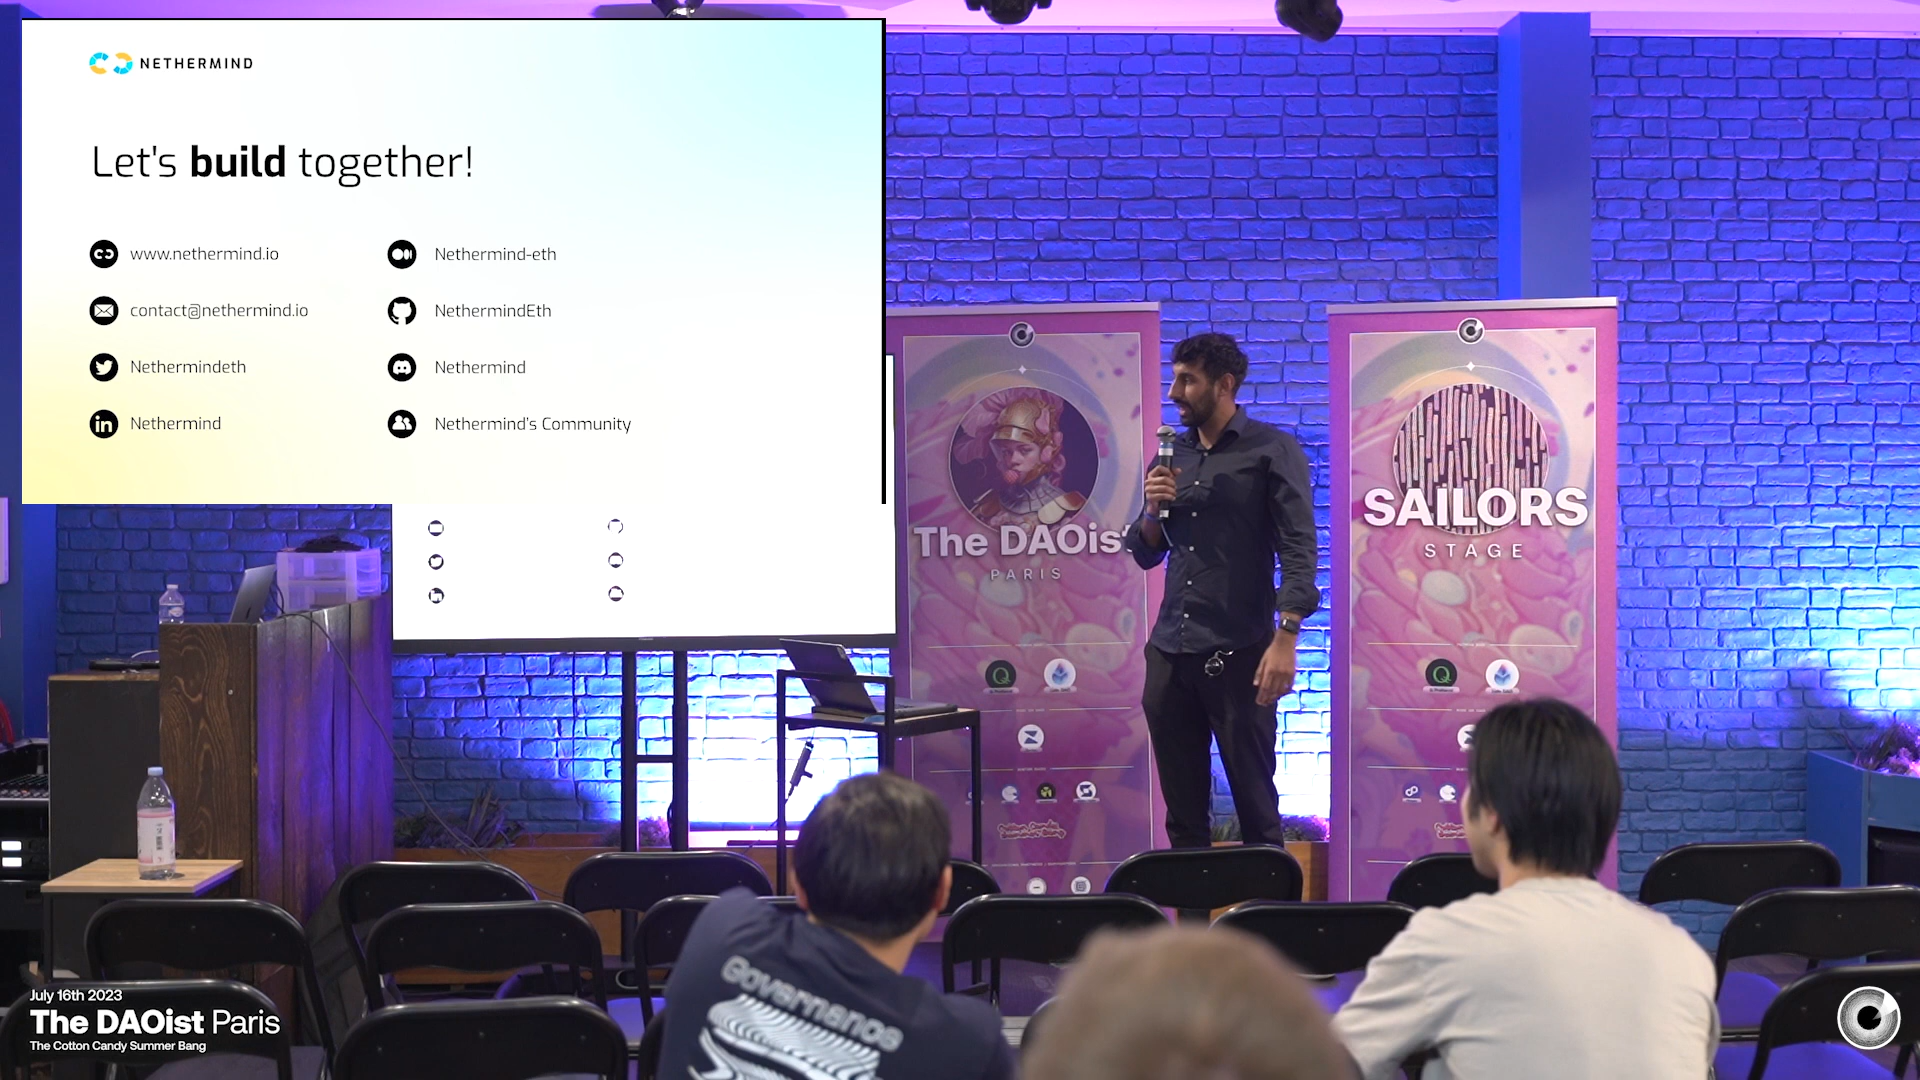 NETHERMIND
Let's build together!
www.nethermind.io
contact@nethermind.io
Nethermindeth
Nethermind
Nethermind-eth
NethermindEth
Nethermind
Nethermind's Community
The DAOist
PARIS
SAILORS
STAGE
Governance
July 16th 2023
The DAOist Paris
The Cotton Candy Summer Bang